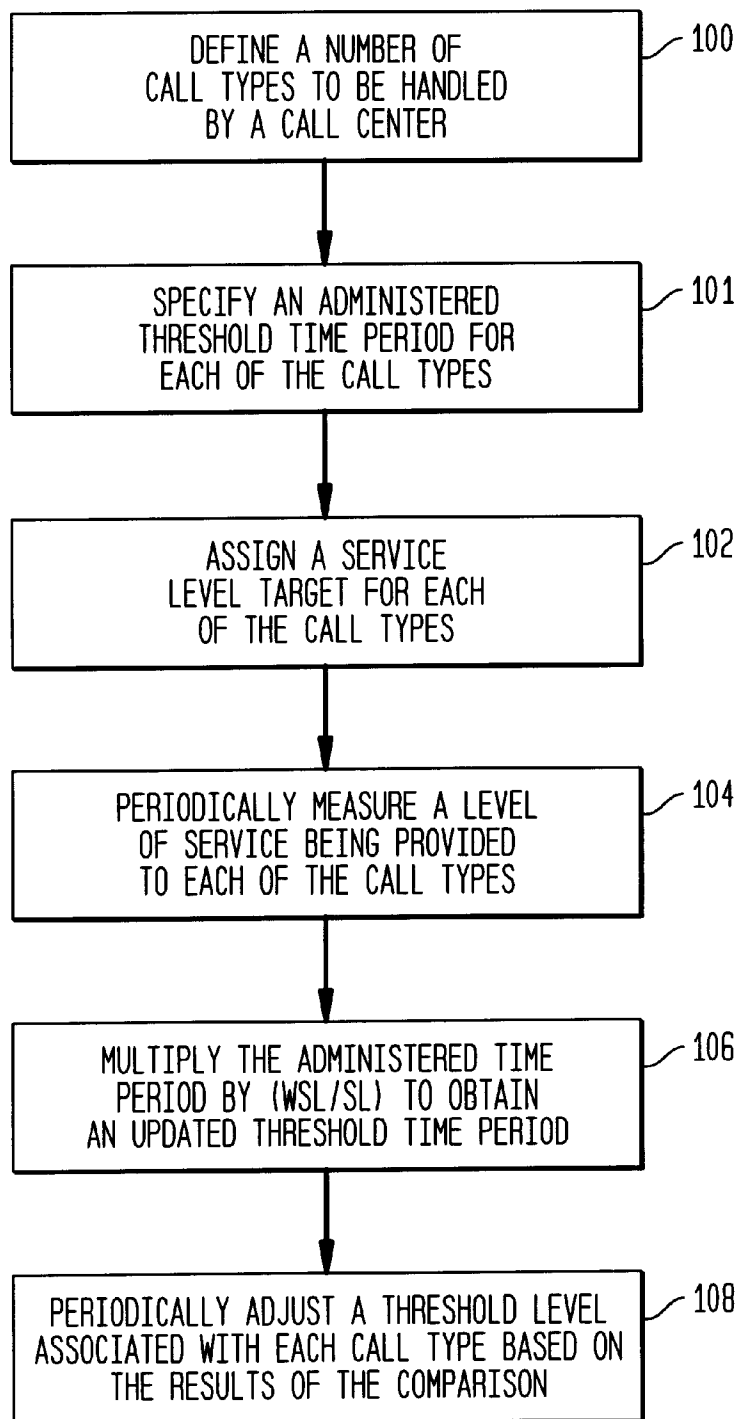 DEFINE A NUMBER OF
CALL TYPES TO BE HANDLED
BY A CALL CENTER
100
SPECIFY AN ADMINISTERED
THRESHOLD TIME PERIOD FOR
EACH OF THE CALL TYPES
101
ASSIGN A SERVICE
LEVEL TARGET FOR EACH
OF THE CALL TYPES
102
PERIODICALLY MEASURE A LEVEL
OF SERVICE BEING PROVIDED
TO EACH OF THE CALL TYPES
104
MULTIPLY THE ADMINISTERED TIME
PERIOD BY (WSL/SL) TO OBTAIN
AN UPDATED THRESHOLD TIME PERIOD
106
PERIODICALLY ADJUST A THRESHOLD LEVEL
ASSOCIATED WITH EACH CALL TYPE BASED ON
THE RESULTS OF THE COMPARISON
108